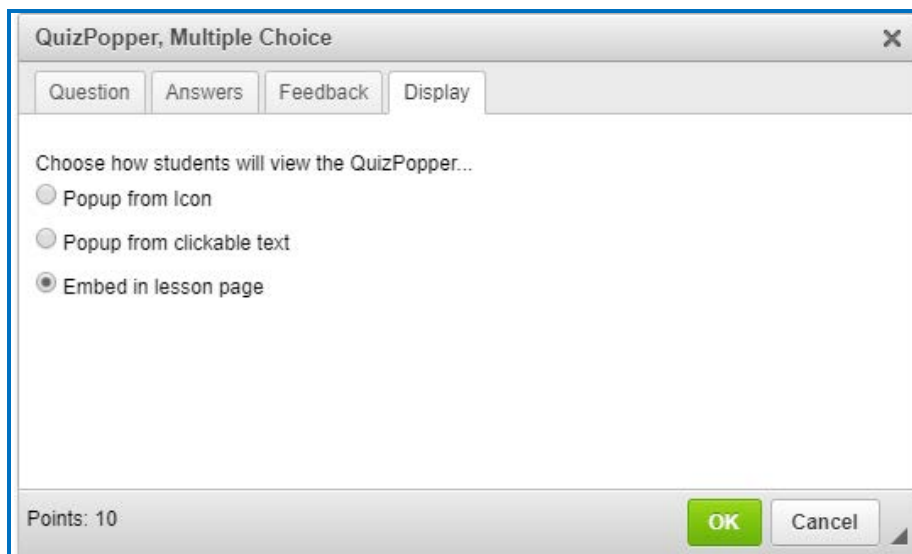 QuizPopper, Multiple Choice
Question Answers Feedback Display
Choose how students will view the QuizPopper...
Popup from Icon
Popup from clickable text
Embed in lesson page
Points: 10 OK Cancel